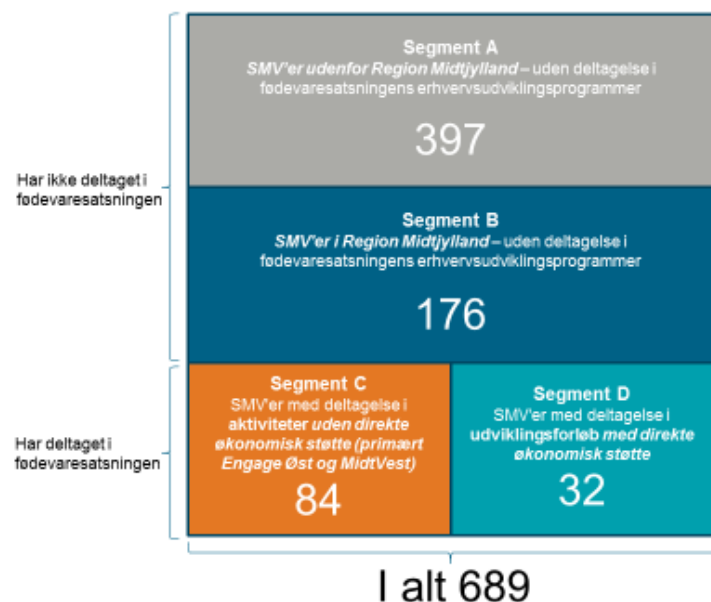 Segment A
SMV'er udenfor Region Midtjylland – uden deltagelse i
fødevaresatsningens erhvervsudviklingsprogrammer
397
Har ikke deltaget i
fødevaresatsningen
Segment B
SMV'er i Region Midtjylland – uden deltagelse i
fødevaresatsningens erhvervsudviklingsprogrammer
176
Har deltaget i
fødevaresatsningen
Segment C
SMV'er med deltagelse i
aktiviteter uden direkte
økonomisk støtte (primært
Engage Øst og MidtVest)
84
Segment D
SMV'er med deltagelse i
udviklingsforløb med direkte
økonomisk støtte
32
I alt 689